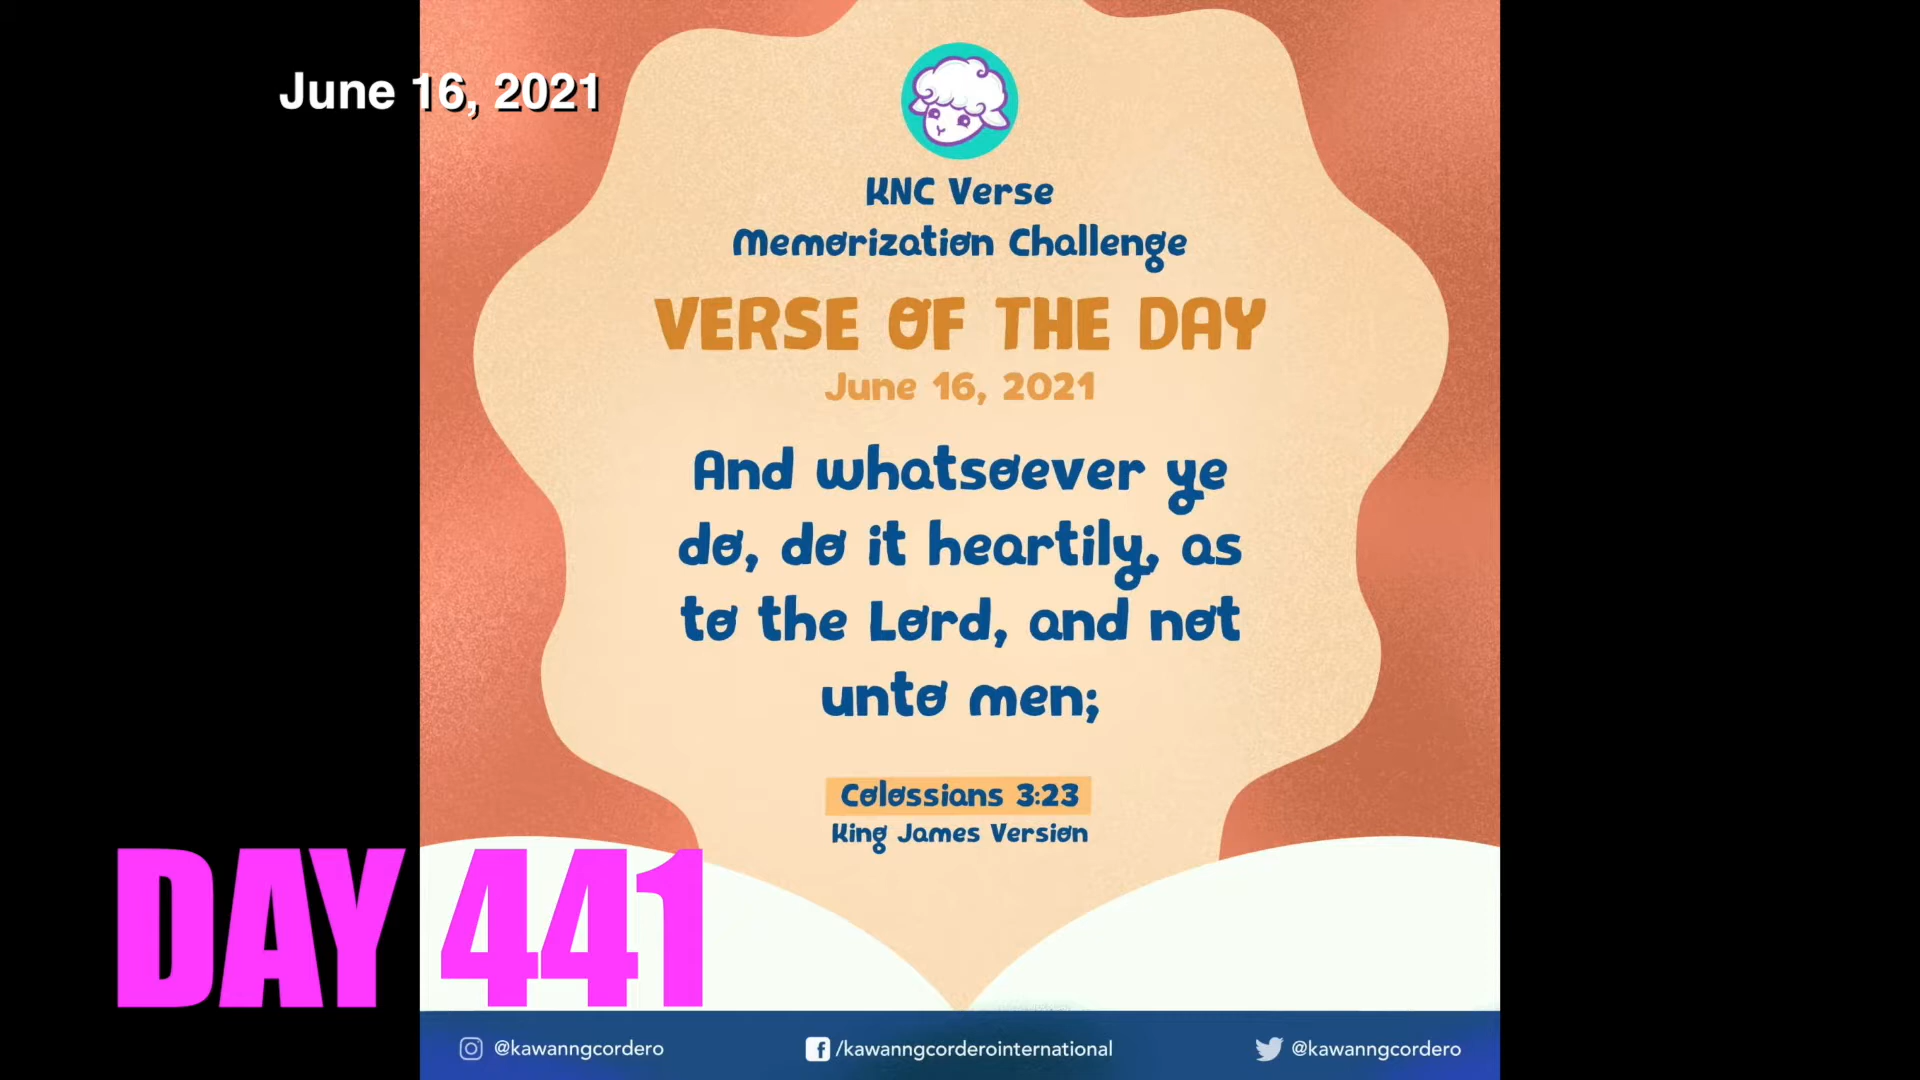 June 16, 2021
KNC Verse
Memorization Challenge
VERSE OF THE DAY
June 16, 2021
And whatsoever ye
do, do it heartily, as
to the Lord, and not
unto men;
Colossians 3:23
King James Version
DAY 441
@kawanngcordero
/kawanngcorderointernational
@kawanngcordero